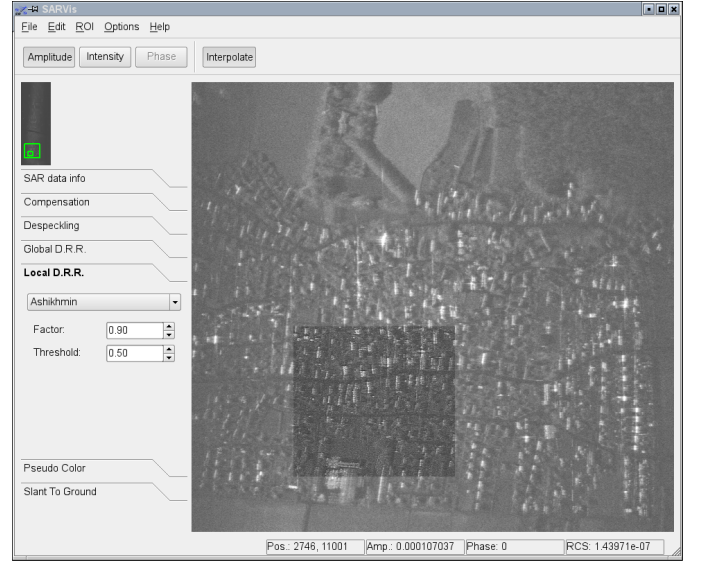 SARVis
File Edit ROI Options Help
Amplitude Intensity Phase Interpolate
SAR data info
Compensation
Despeckling
Global D.R.R.
Local D.R.R.
Ashikhmin
Factor: 0.90
Threshold: 0.50
Pseudo Color
Slant To Ground
Pos.: 2746, 11001 Amp.: 0.000107037 Phase: 0 RCS: 1.43971e-07